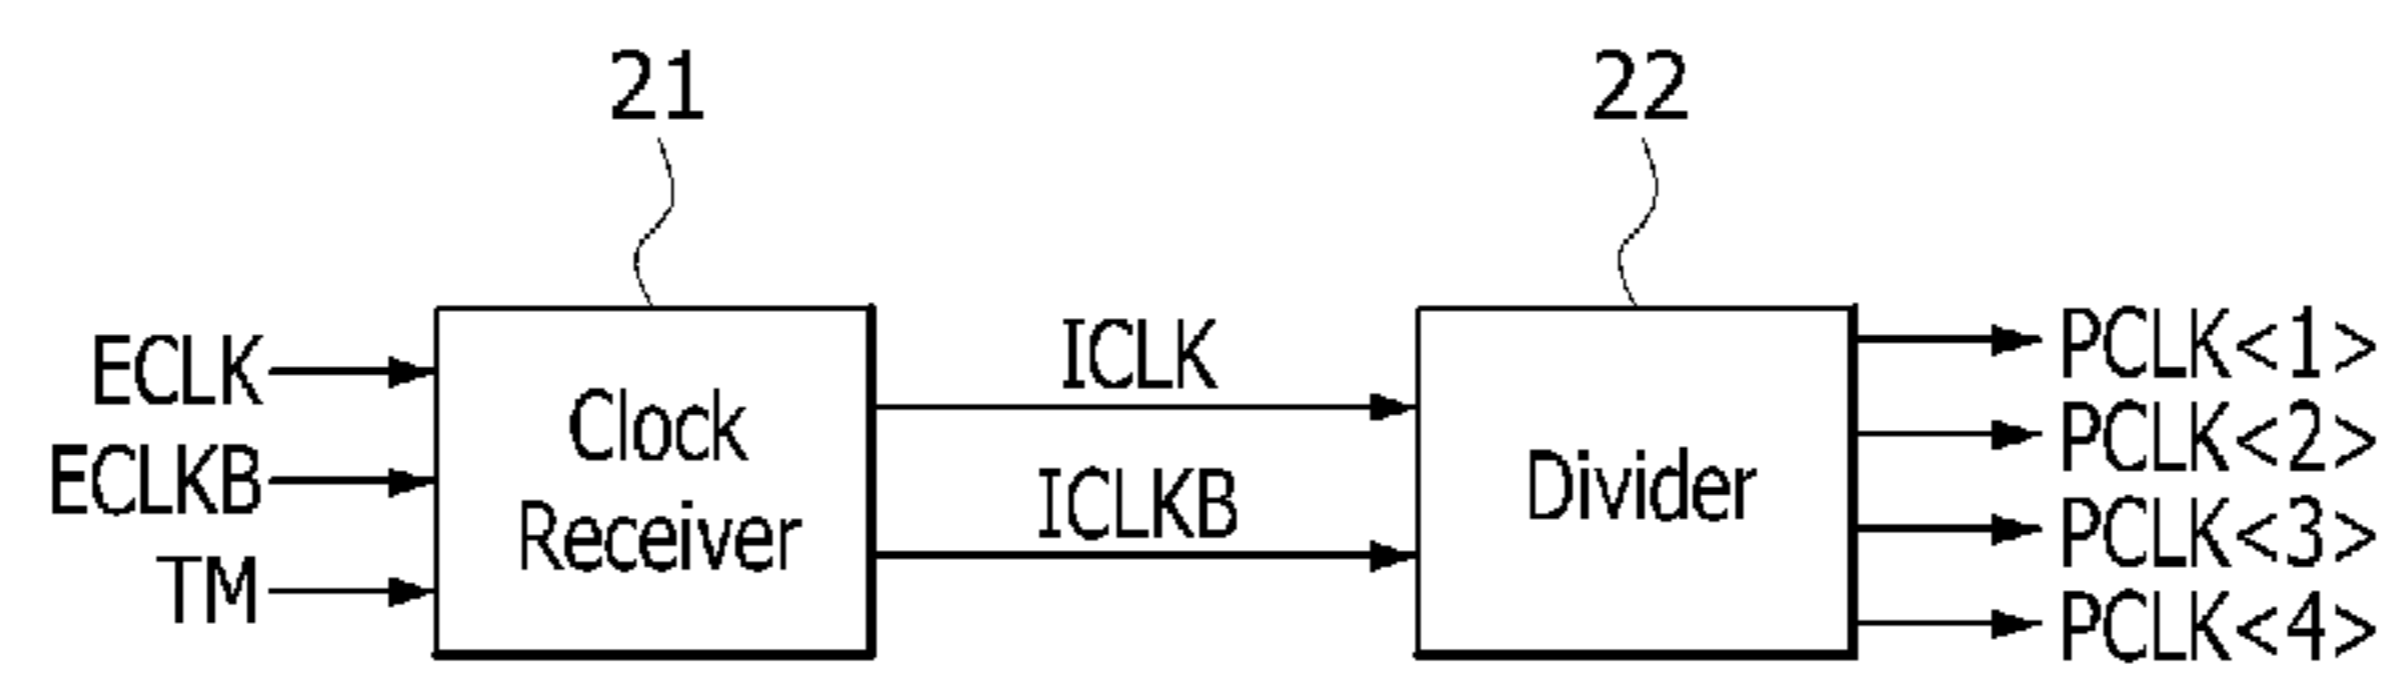 21
22
ECLK
ECLKB
TM
Clock
Receiver
ICLK
ICLKB
Divider
PCLK<1>
PCLK<2>
PCLK<3>
PCLK<4>